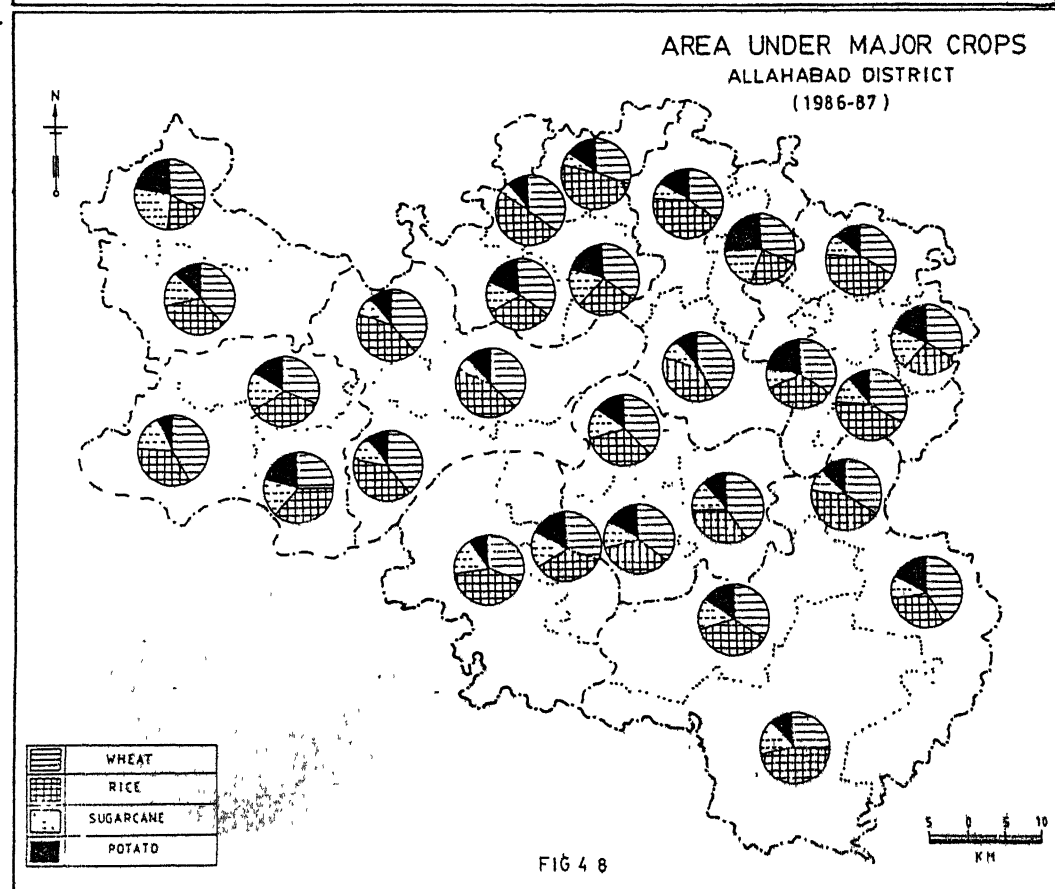 AREA UNDER MAJOR CROPS
ALLAHABAD DISTRICT
(1986-87)
N
WHEAT
RICE
SUGARCANE
POTATO
5 0 5 10
KM
FIG 4 8